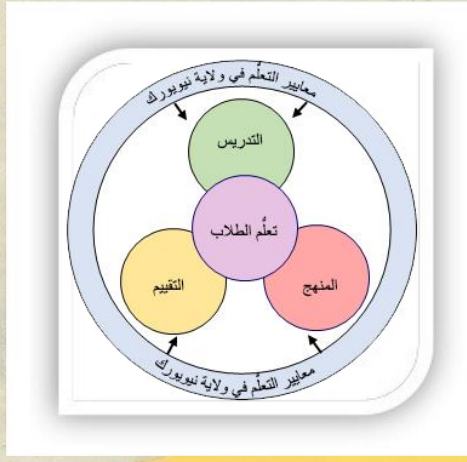 معايير التعلُّم في ولاية نيويورك
التدريس
تعلُّم الطلاب
المنهج
التقييم
معايير التعلُّم في ولاية نيويورك